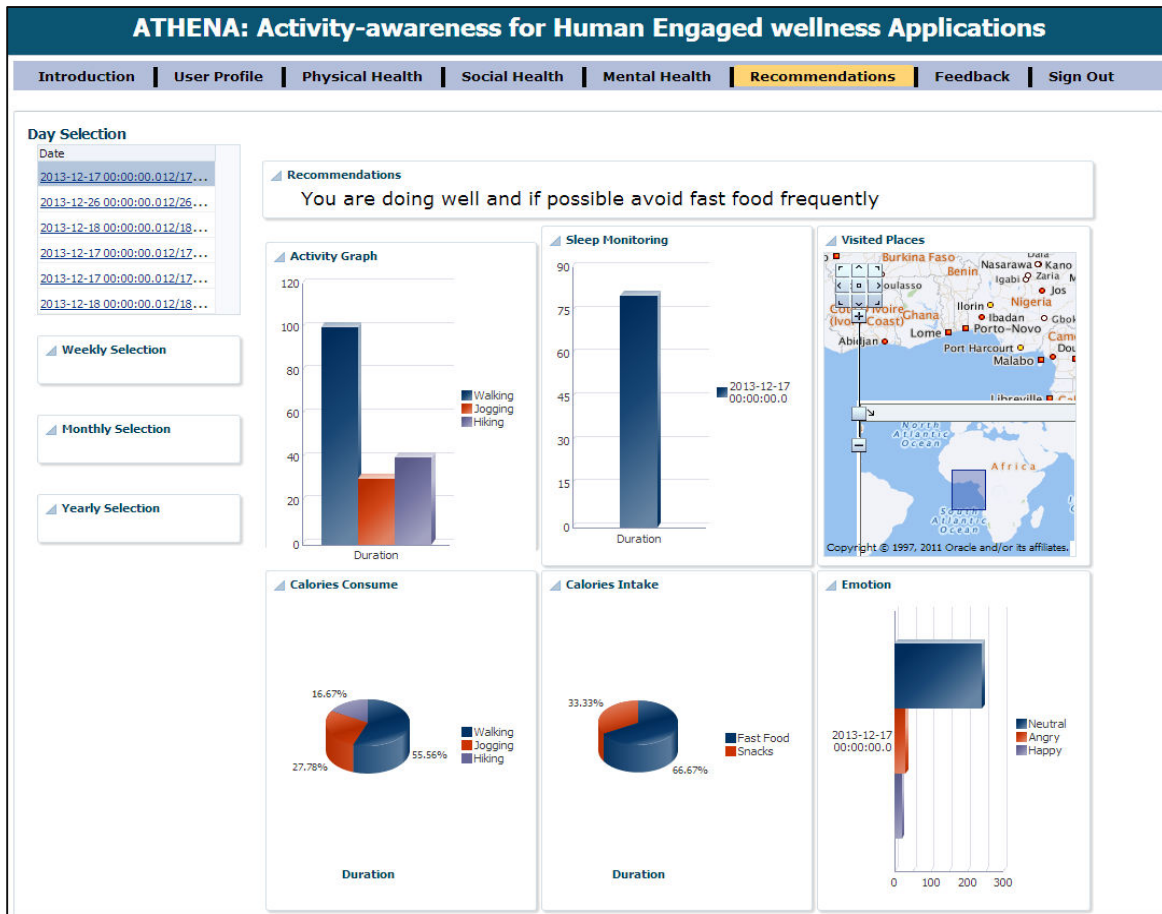 ATHENA: Activity-awareness for Human Engaged wellness Applications
Introduction User Profile Physical Health Social Health Mental Health Recommendations Feedback Sign Out
Day Selection
Date
2013-12-17 00:00:00.012/17...
2013-12-26 00:00:00.012/26...
2013-12-18 00:00:00.012/18...
2013-12-17 00:00:00.012/17...
2013-12-17 00:00:00.012/17...
2013-12-18 00:00:00.012/18...
Weekly Selection
Monthly Selection
Yearly Selection
Recommendations
You are doing well and if possible avoid fast food frequently
Activity Graph
120
100
80
60
40
20
0
Duration
Walking
Jogging
Hiking
Sleep Monitoring
90
75
60
45
30
15
0
Duration
2013-12-17
00:00:00.0
Visited Places
Burkina Faso
Benin
Nasarawa
Kano
Igabi
Zaria
Jos
oulasso
Ilorin
Nigeria
(Ivory Coast)
Ghana
Ibadan
Gbok
Lome
Porto-Novo
Cam
Abidjan
Port Harcourt
Dou
Malabo
Libreville
North
Atlantic
Ocean
Africa
South
Atlantic
Ocean
Copyright © 1997, 2011 Oracle and/or its affiliates.
Calories Consume
16.67%
27.78%
55.56%
Walking
Jogging
Hiking
Duration
Calories Intake
33.33%
66.67%
Fast Food
Snacks
Duration
Emotion
2013-12-17
00:00:00.0
Neutral
Angry
Happy
0 100 200 300